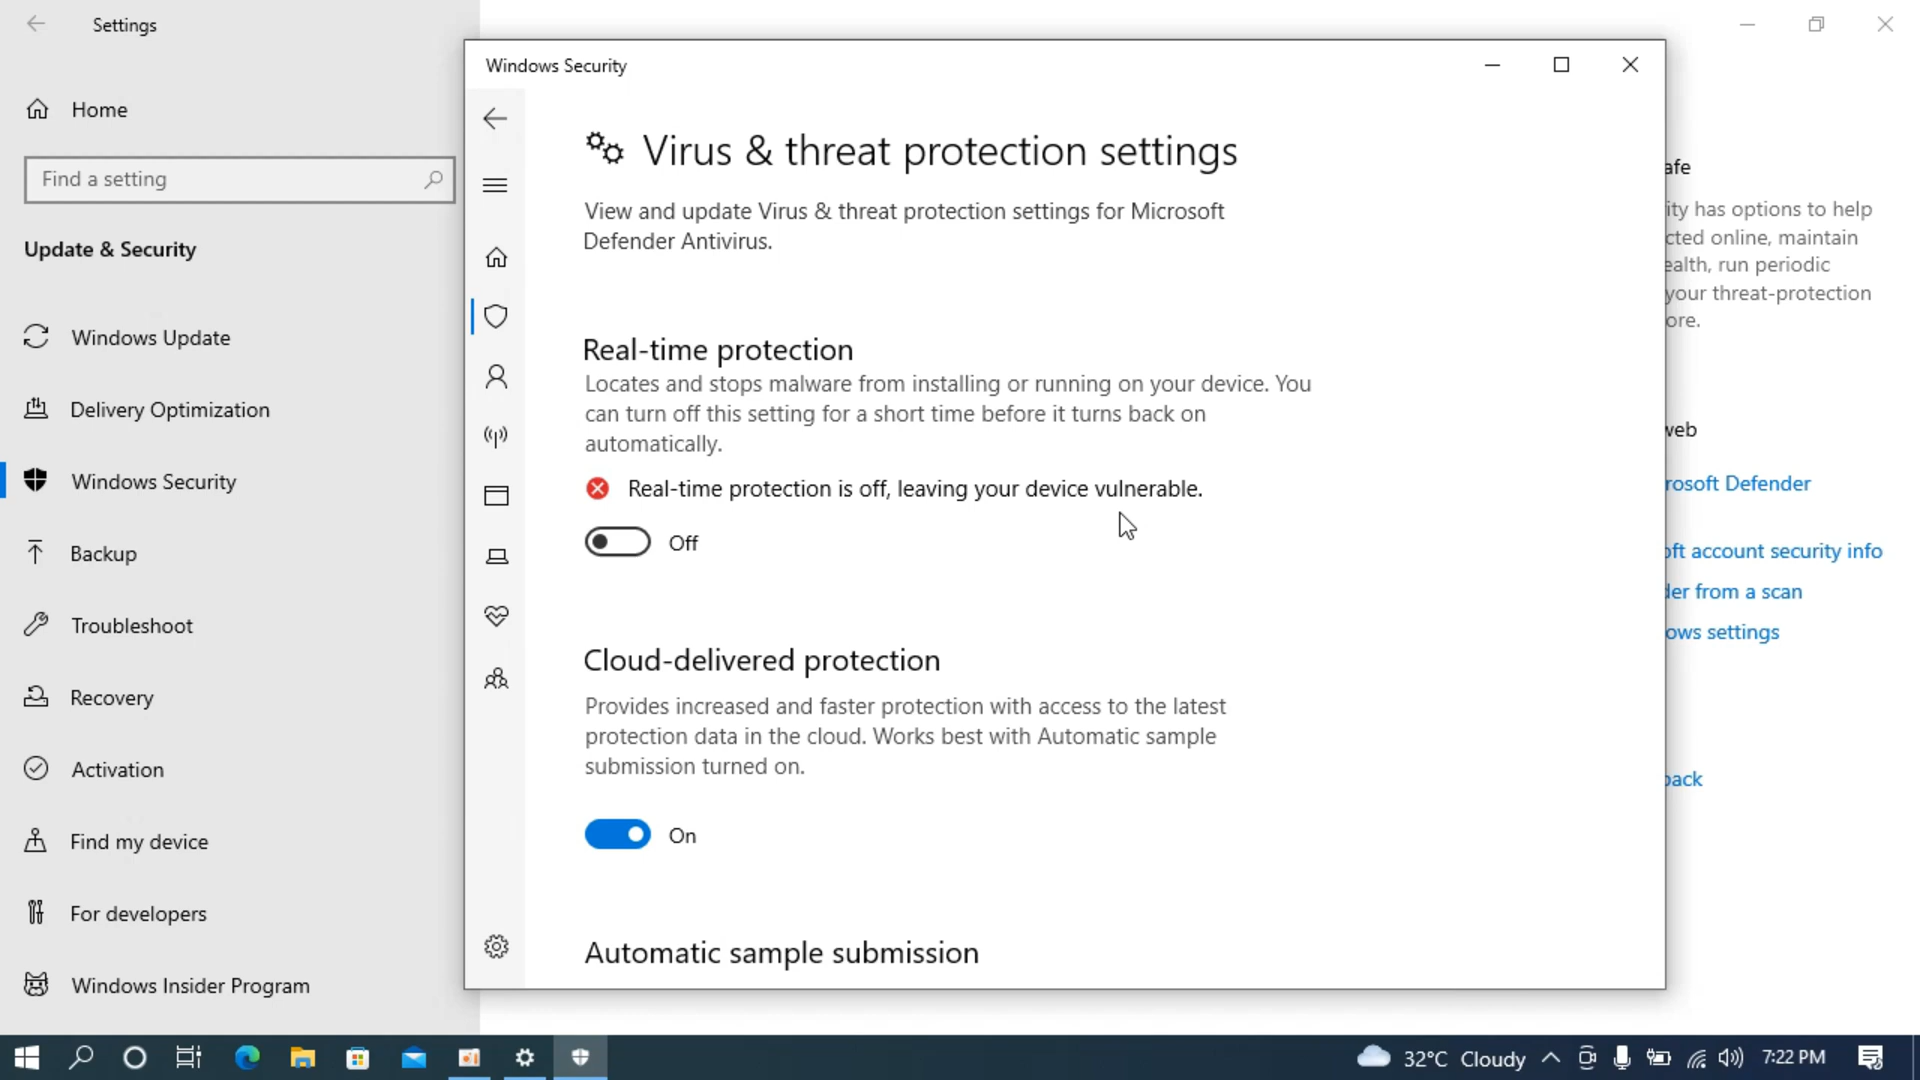 Settings
Home
Find a setting
Update & Security
Windows Update
Delivery Optimization
Windows Security
Backup
Troubleshoot
Recovery
Activation
Find my device
For developers
Windows Insider Program
Windows Security
Virus & threat protection settings
View and update Virus & threat protection settings for Microsoft
Defender Antivirus.
Real-time protection
Locates and stops malware from installing or running on your device. You
can turn off this setting for a short time before it turns back on
automatically.
Real-time protection is off, leaving your device vulnerable.
Off
Cloud-delivered protection
Provides increased and faster protection with access to the latest
protection data in the cloud. Works best with Automatic sample
submission turned on.
On
Automatic sample submission
afe
ity has options to help
cted online, maintain
ealth, run periodic
your threat-protection
ore.
web
rosoft Defender
oft account security info
der from a scan
ows settings
back
32°C Cloudy
7:22 PM